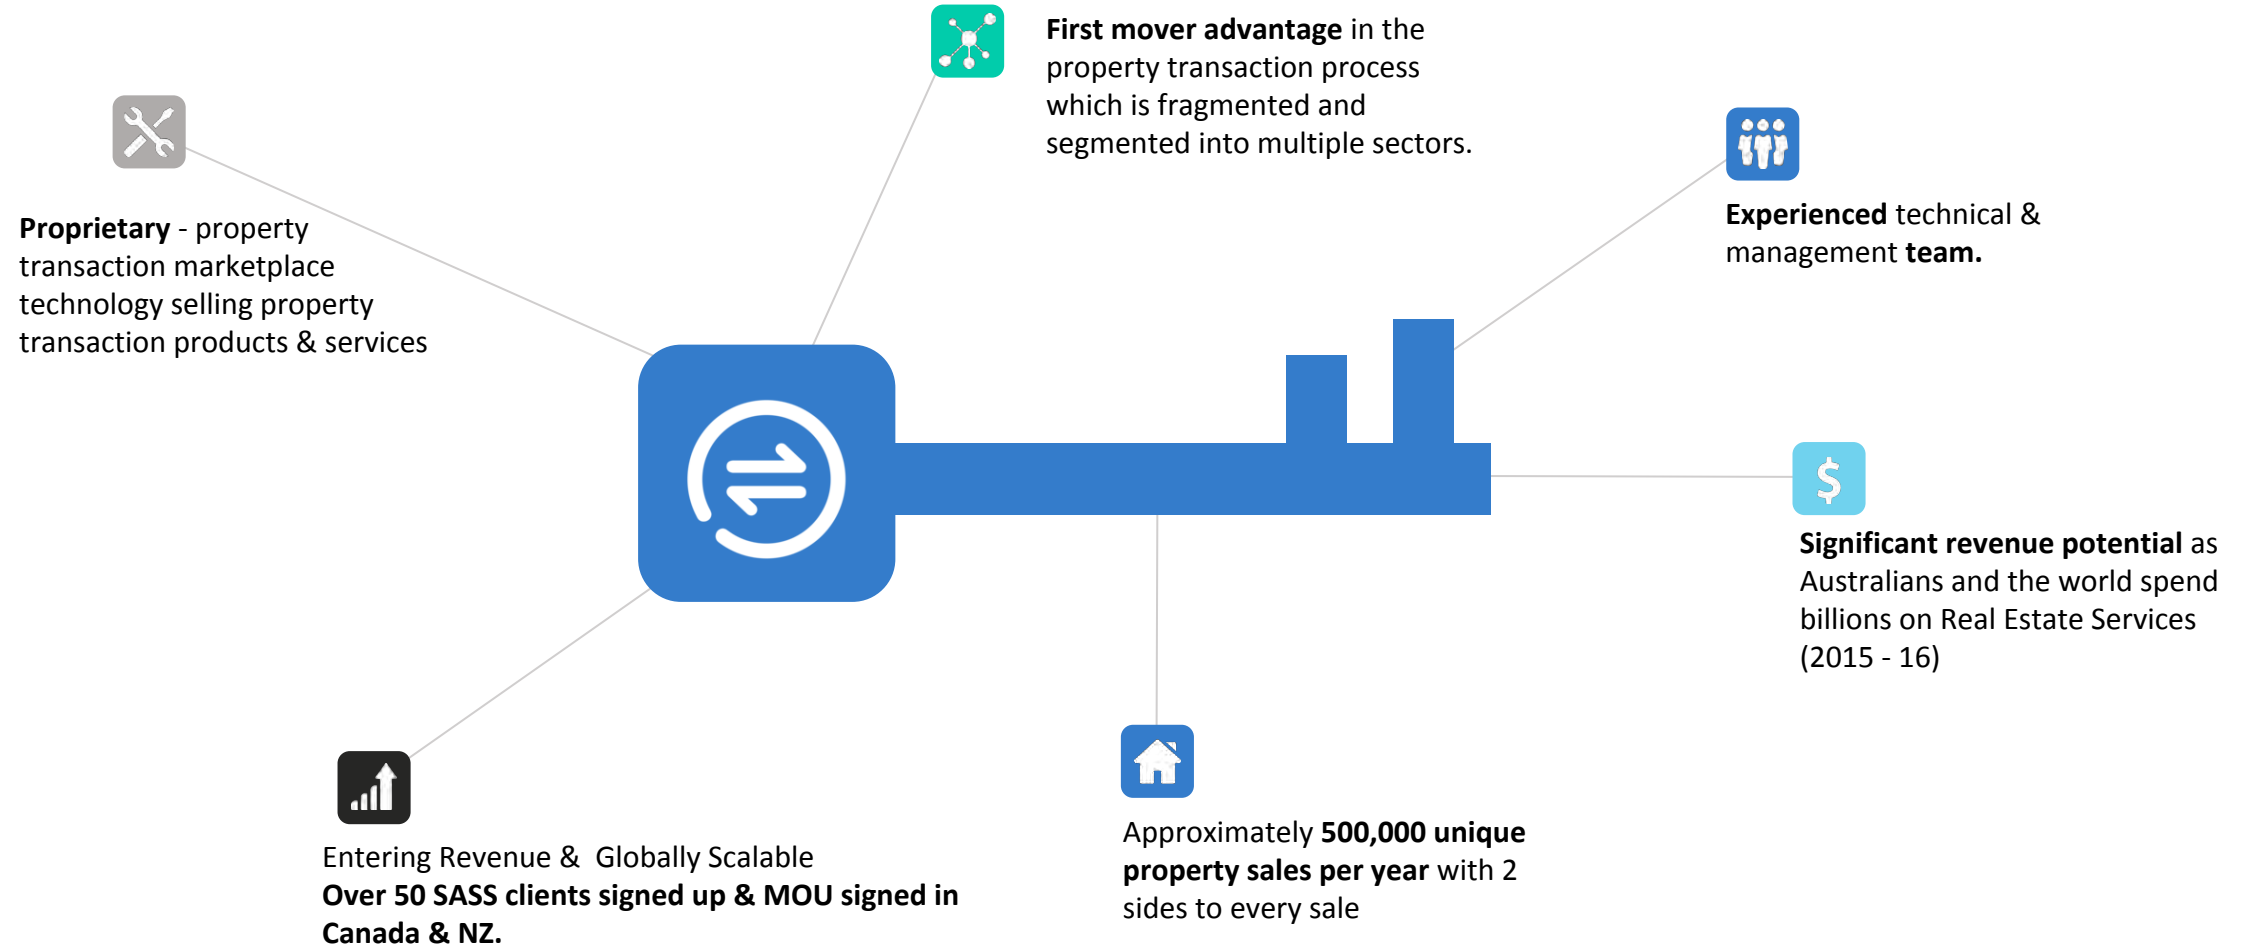 First mover advantage in the
property transaction process
which is fragmented and
segmented into multiple sectors.
Proprietary - property
transaction marketplace
technology selling property
transaction products & services
Experienced technical &
management team.
$
Significant revenue potential as
Australians and the world spend
billions on Real Estate Services
(2015 - 16)
Entering Revenue &  Globally Scalable
Over 50 SASS clients signed up & MOU signed in
Canada & NZ.
Approximately 500,000 unique
property sales per year with 2
sides to every sale